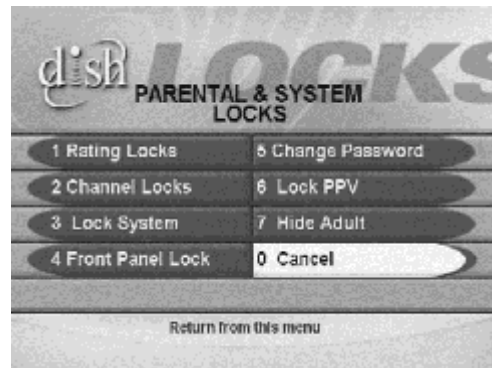 dish
LOCKS
PARENTAL & SYSTEM
LOCKS
1 Rating Locks
5 Change Password
2 Channel Locks
6 Lock PPV
3 Lock System
7 Hide Adult
4 Front Panel Lock
0 Cancel
Return from this menu